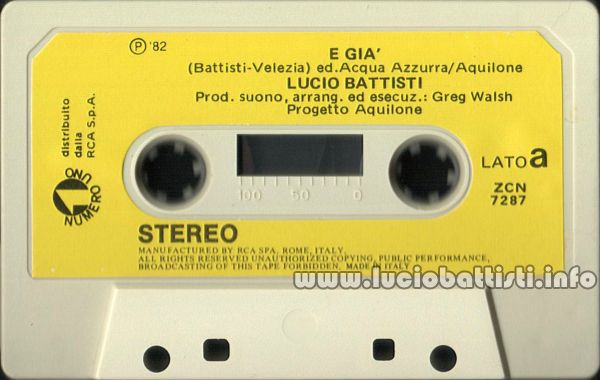 Ⓟ '82
E GIA'
(Battisti-Velezia) ed.Acqua Azzurra/Aquilone
LUCIO BATTISTI
Prod. suono, arrang. ed esecuz.: Greg Walsh
Progetto Aquilone
distribuito
dalla
RCA S.p.A.
NUMERO UNO
LATO a
ZCN
7287
100 50 0
STEREO
MANUFACTURED BY RCA SPA, ROME, ITALY.
ALL RIGHTS RESERVED UNAUTHORIZED COPYING, PUBLIC PERFORMANCE,
BROADCASTING OF THIS TAPE FORBIDDEN, MADE IN ITALY
www.luciobattisti.info